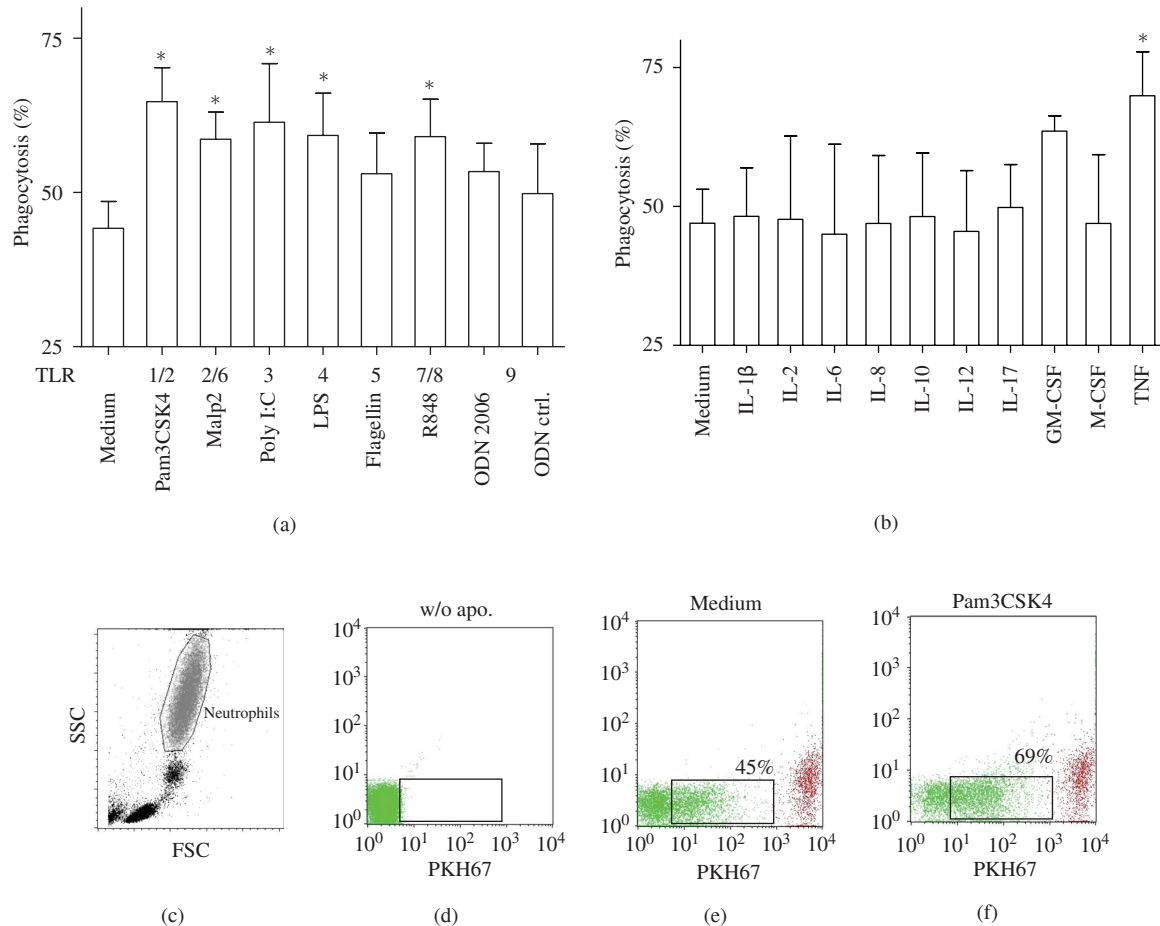 75
50
25
Phagocytosis (%)
* * * * *
TLR 1/2 2/6 3 4 5 7/8 9
Medium
Pam3CSK4
Malp2
Poly I:C
LPS
Flagellin
R848
ODN 2006
ODN ctrl.
(a)
75
50
25
Phagocytosis (%)
*
Medium
IL-1β
IL-2
IL-6
IL-8
IL-10
IL-12
IL-17
GM-CSF
M-CSF
TNF
(b)
SSC
Neutrophils
FSC
(c)
w/o apo.
10⁴
10³
10²
10¹
10⁰
10⁰ 10¹ 10² 10³ 10⁴
PKH67
(d)
Medium
10⁴
10³
10²
10¹
10⁰
45%
10⁰ 10¹ 10² 10³ 10⁴
PKH67
(e)
Pam3CSK4
10⁴
10³
10²
10¹
10⁰
69%
10⁰ 10¹ 10² 10³ 10⁴
PKH67
(f)